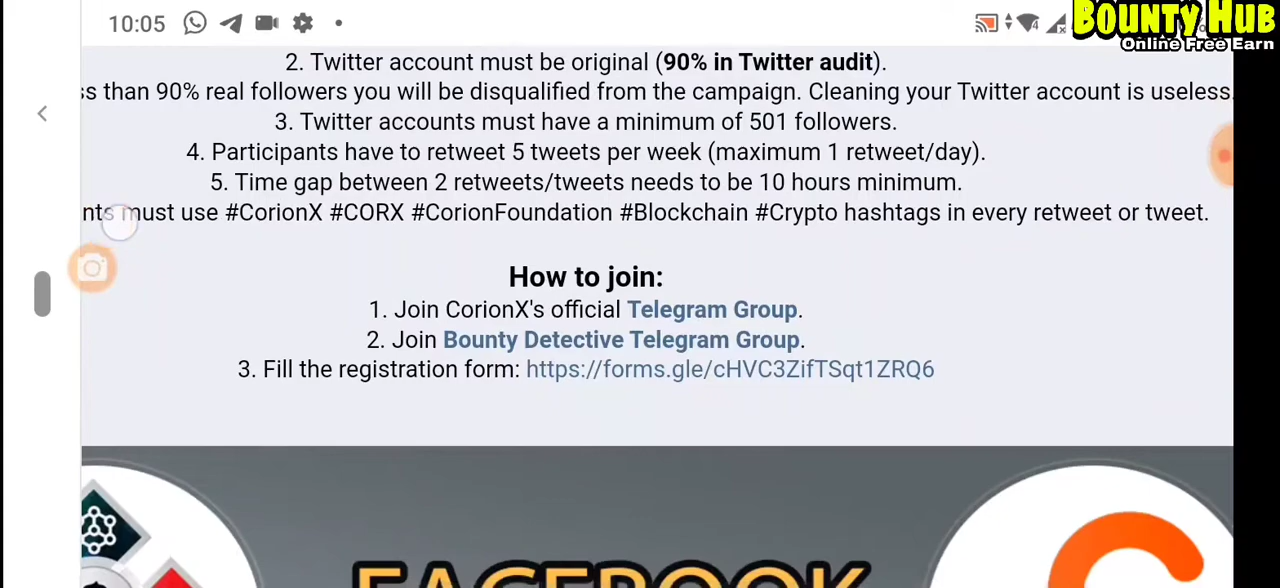 10:05
BOUNTY HUB
Online Free Earn
2. Twitter account must be original (90% in Twitter audit).
than 90% real followers you will be disqualified from the campaign. Cleaning your Twitter account is useless.
3. Twitter accounts must have a minimum of 501 followers.
4. Participants have to retweet 5 tweets per week (maximum 1 retweet/day).
5. Time gap between 2 retweets/tweets needs to be 10 hours minimum.
must use #CorionX #CORX #CorionFoundation #Blockchain #Crypto hashtags in every retweet or tweet.
How to join:
1. Join CorionX's official Telegram Group.
2. Join Bounty Detective Telegram Group.
3. Fill the registration form: https://forms.gle/cHVC3ZifTSqt1ZRQ6
FACEBOOK